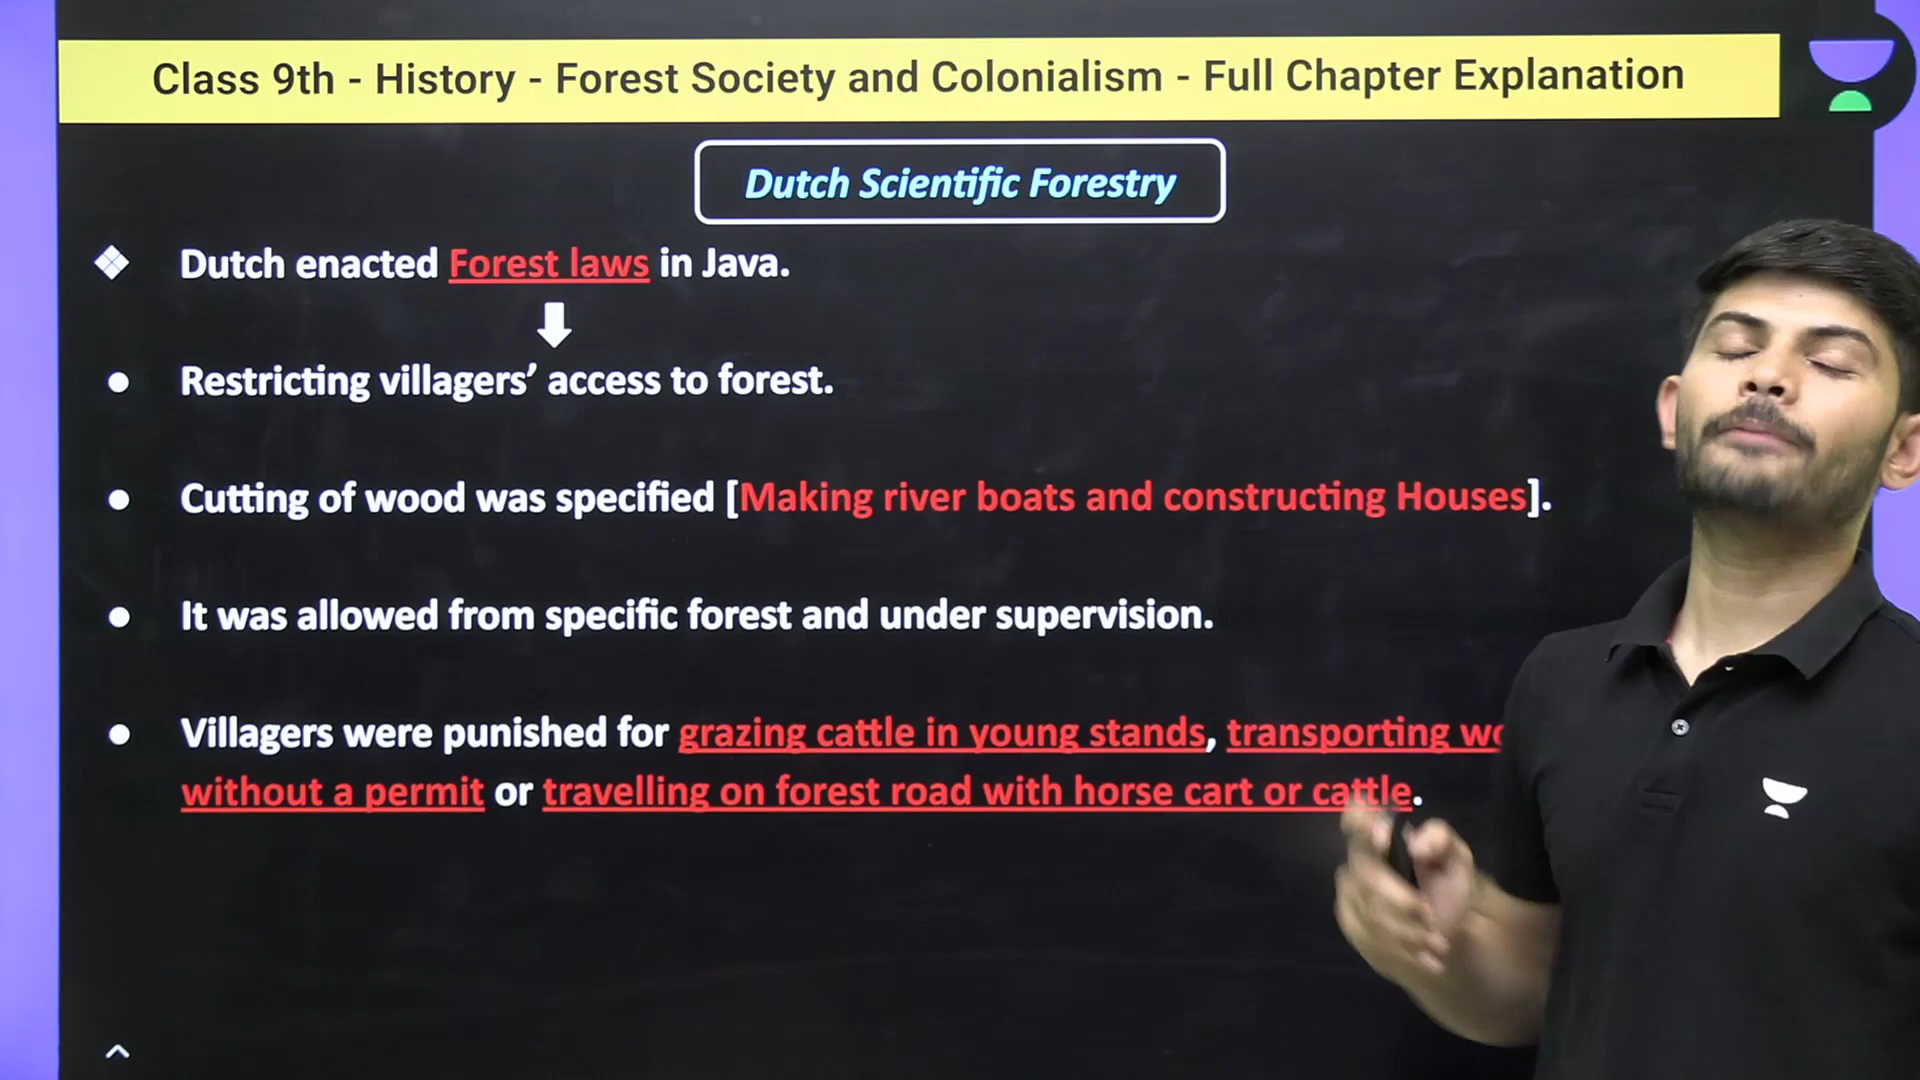 Class 9th - History - Forest Society and Colonialism - Full Chapter Explanation
Dutch Scientific Forestry
❖ Dutch enacted Forest laws in Java.
● Restricting villagers’ access to forest.
● Cutting of wood was specified [Making river boats and constructing Houses].
● It was allowed from specific forest and under supervision.
● Villagers were punished for grazing cattle in young stands, transporting
without a permit or travelling on forest road with horse cart or cattle.